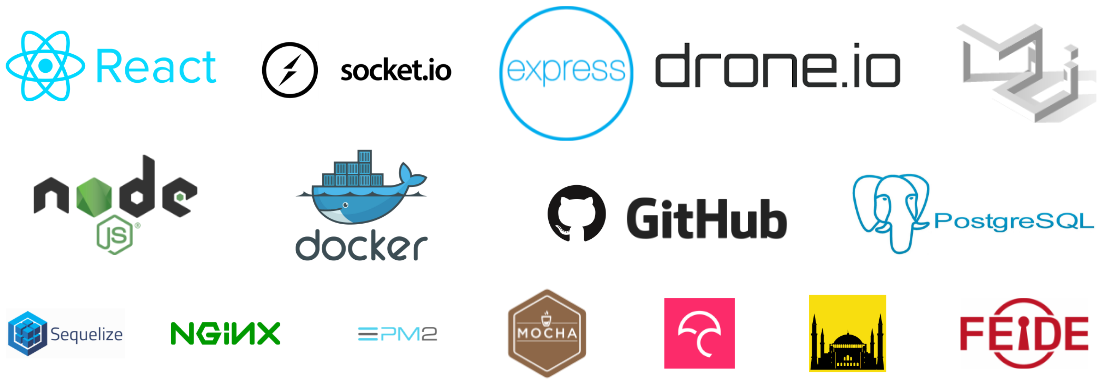 React
socket.io
express
drone.io
node
JS
®
docker
GitHub
PostgreSQL
Sequelize
NGiNX
PM2
MOCHA
FEIDE